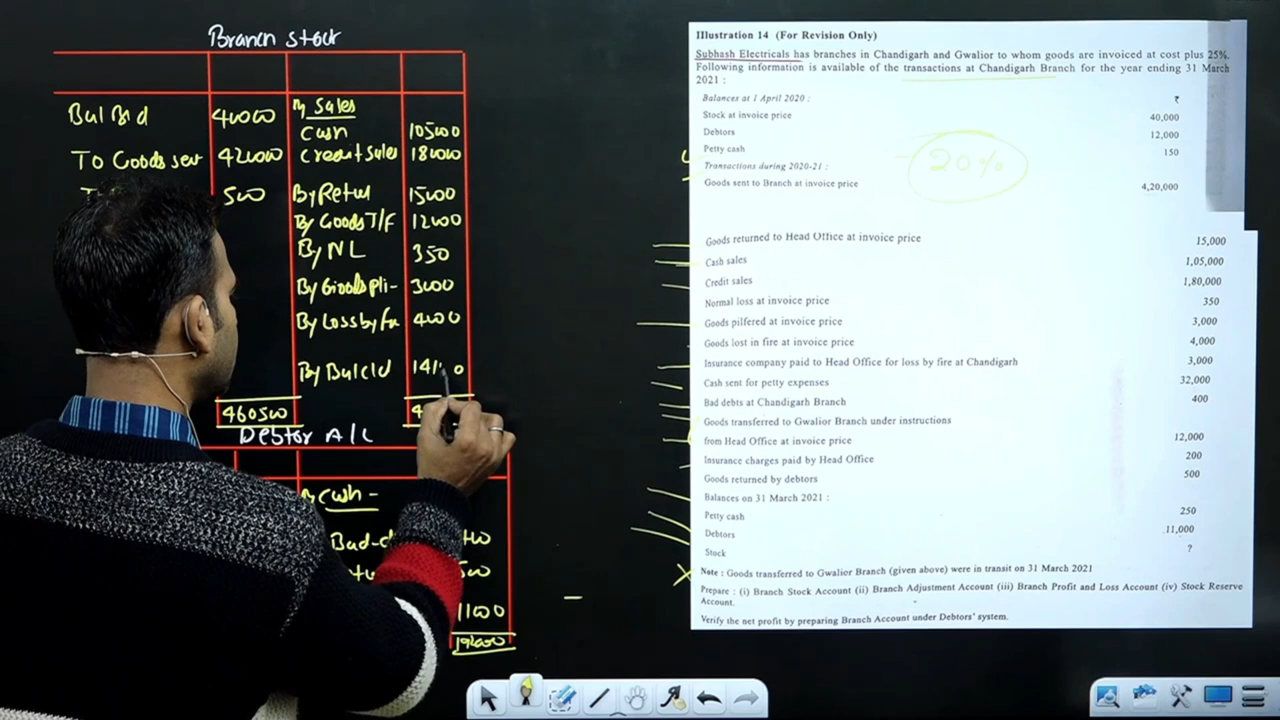 Branch Stock
Bal Bd 40000 By Sales
Cash 105000
To Goods sen 420000 Credit Sales 180000
500 By Retur 15000
By Goods T/F 12000
By NL 350
By Goods pli- 3000
By Loss by Fa 4000
By Bal c/d
460500
Debtor A/c
Cash -
Bad-d
500
11000
192000
Illustration 14 (For Revision Only)
Subhash Electricals has branches in Chandigarh and Gwalior to whom goods are invoiced at cost plus 25%.
Following information is available of the transactions at Chandigarh Branch for the year ending 31 March
2021 :
Balances at 1 April 2020 : ₹
Stock at invoice price 40,000
Debtors 12,000
Petty cash 150
Transactions during 2020-21 :
20%
Goods sent to Branch at invoice price 4,20,000
Goods returned to Head Office at invoice price 15,000
Cash sales 1,05,000
Credit sales 1,80,000
Normal loss at invoice price 350
Goods pilfered at invoice price 3,000
Goods lost in fire at invoice price 4,000
Insurance company paid to Head Office for loss by fire at Chandigarh 3,000
Cash sent for petty expenses 32,000
Bad debts at Chandigarh Branch 400
Goods transferred to Gwalior Branch under instructions
from Head Office at invoice price 12,000
Insurance charges paid by Head Office 200
Goods returned by debtors 500
Balances on 31 March 2021 :
Petty cash 250
Debtors 11,000
Stock ?
Note : Goods transferred to Gwalior Branch (given above) were in transit on 31 March 2021
Prepare : (i) Branch Stock Account (ii) Branch Adjustment Account (iii) Branch Profit and Loss Account (iv) Stock Reserve
Account.
Verify the net profit by preparing Branch Account under Debtors' system.